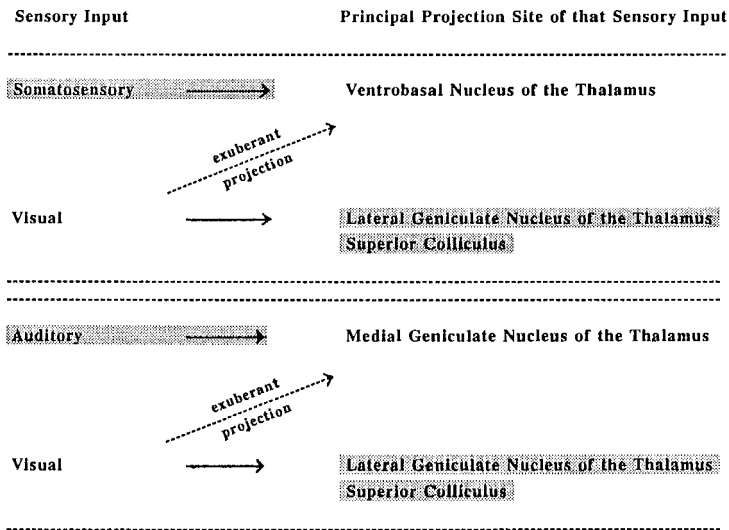 Sensory Input Principal Projection Site of that Sensory Input
Somatosensory Ventrobasal Nucleus of the Thalamus
exuberant
projection
Visual Lateral Geniculate Nucleus of the Thalamus
Superior Colliculus
Auditory Medial Geniculate Nucleus of the Thalamus
exuberant
projection
Visual Lateral Geniculate Nucleus of the Thalamus
Superior Colliculus